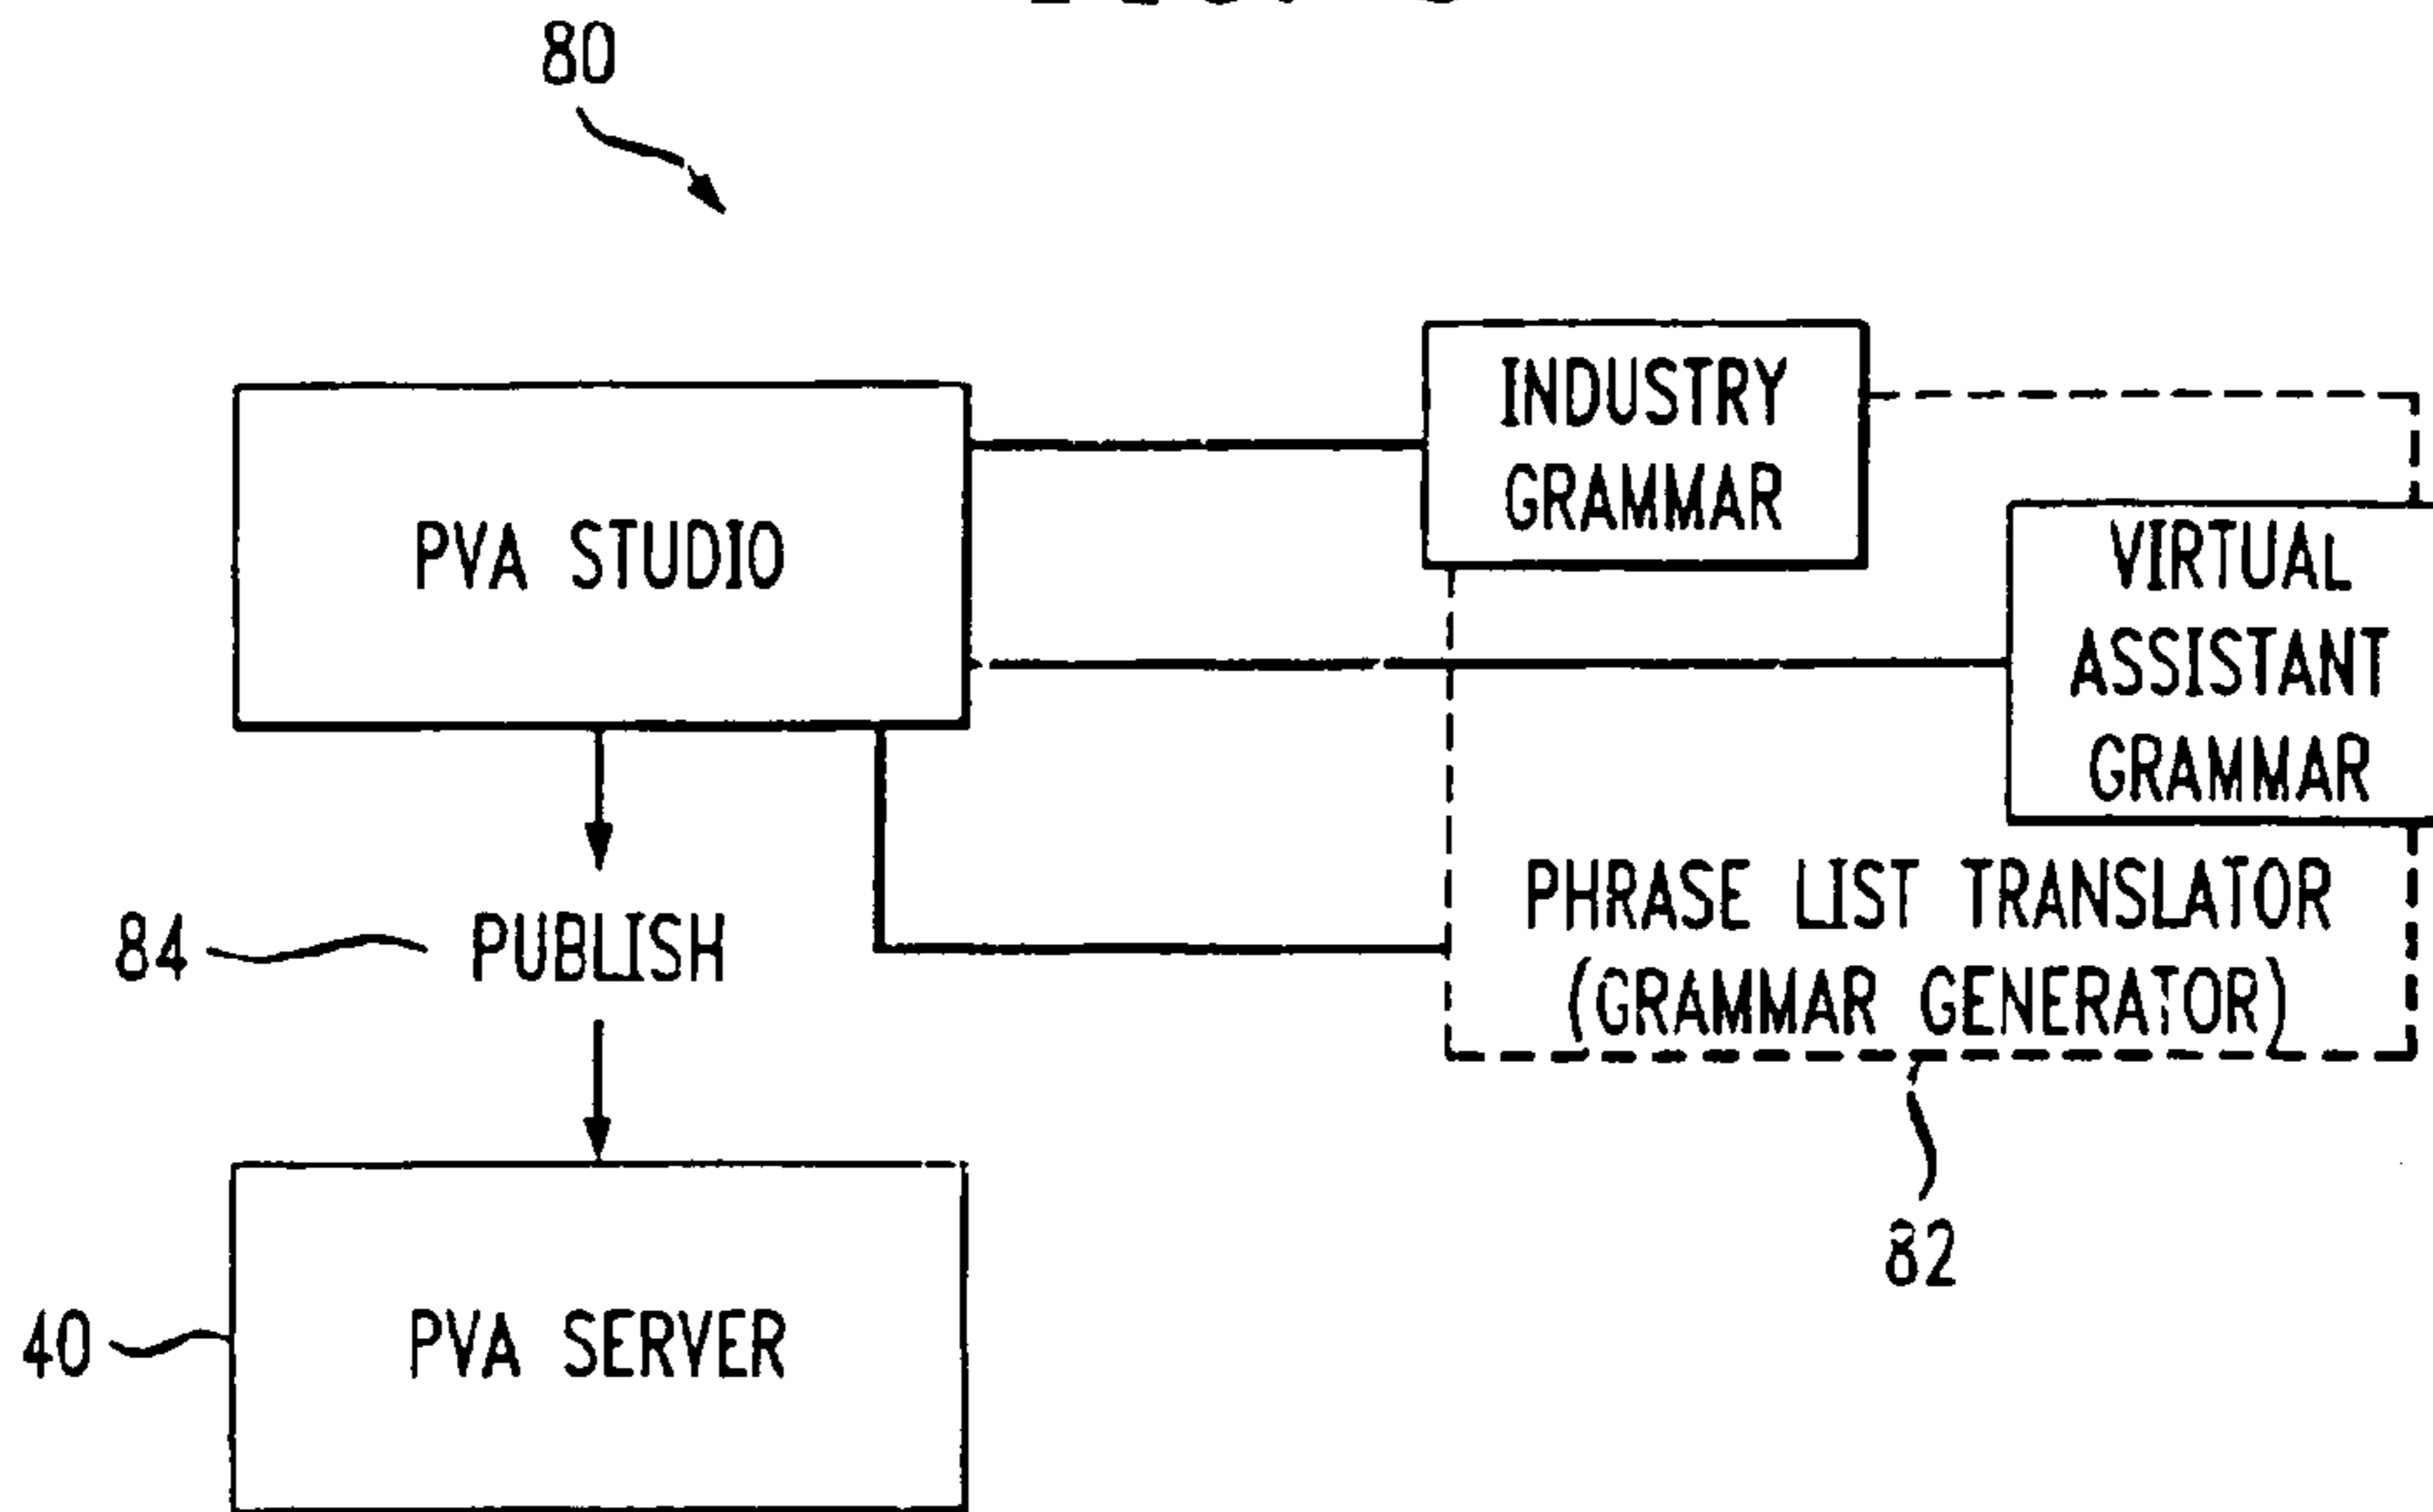 80
INDUSTRY
GRAMMAR
PVA STUDIO
VIRTUAL
ASSISTANT
GRAMMAR
PHRASE LIST TRANSLATOR
(GRAMMAR GENERATOR)
84
PUBLISH
82
40
PVA SERVER